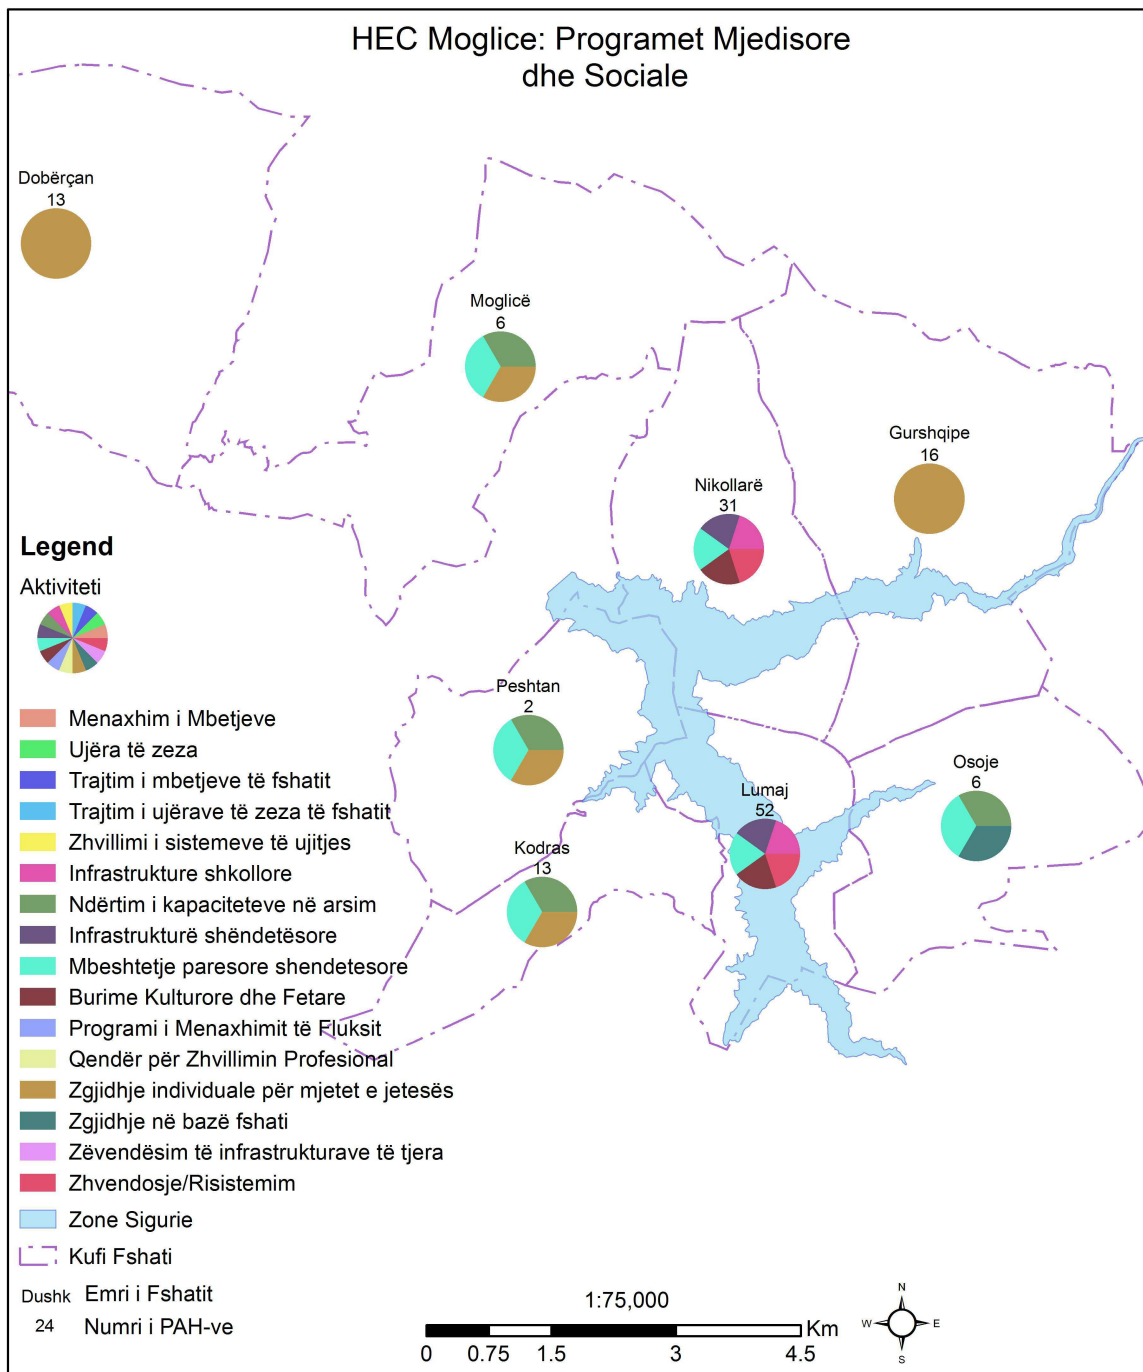 HEC Moglice: Programet Mjedisore
dhe Sociale
Dobërçan
13
Moglicë
6
Gurshqipe
16
Nikollarë
31
Peshtan
2
Lumaj
52
Osoje
6
Kodras
13
Legend
Aktiviteti
Menaxhim i Mbetjeve
Ujëra të zeza
Trajtim i mbetjeve të fshatit
Trajtim i ujërave të zeza të fshatit
Zhvillimi i sistemeve të ujitjes
Infrastrukture shkollore
Ndërtim i kapaciteteve në arsim
Infrastrukturë shëndetësore
Mbeshtetje paresore shendetesore
Burime Kulturore dhe Fetare
Programi i Menaxhimit të Fluksit
Qendër për Zhvillimin Profesional
Zgjidhje individuale për mjetet e jetesës
Zgjidhje në bazë fshati
Zëvendësim të infrastrukturave të tjera
Zhvendosje/Risistemim
Zone Sigurie
Kufi Fshati
Dushk Emri i Fshatit
24 Numri i PAH-ve
1:75,000
Km
0 0.75 1.5 3 4.5
N
W E
S